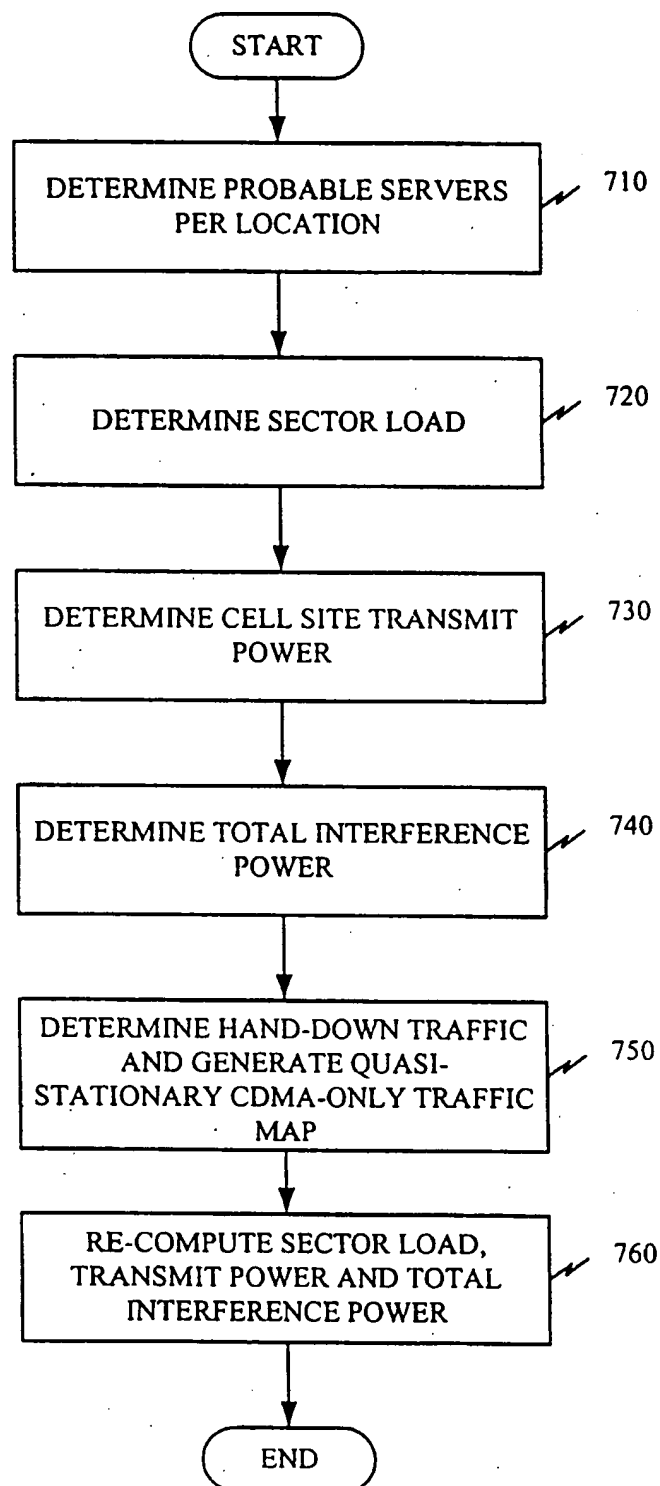 START
DETERMINE PROBABLE SERVERS
PER LOCATION
710
DETERMINE SECTOR LOAD
720
DETERMINE CELL SITE TRANSMIT
POWER
730
DETERMINE TOTAL INTERFERENCE
POWER
740
DETERMINE HAND-DOWN TRAFFIC
AND GENERATE QUASI-
STATIONARY CDMA-ONLY TRAFFIC
MAP
750
RE-COMPUTE SECTOR LOAD,
TRANSMIT POWER AND TOTAL
INTERFERENCE POWER
760
END